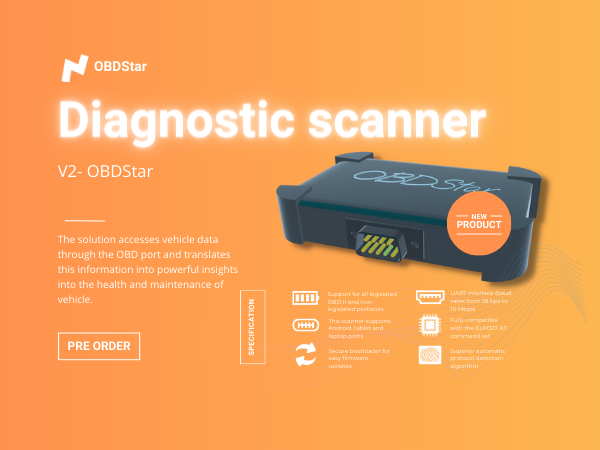 OBDStar
Diagnostic scanner
V2- OBDStar
OBDStar
NEW
PRODUCT
The solution accesses vehicle data
through the OBD port and translates
this information into powerful insights
into the health and maintenance of
vehicle.
PRE ORDER
SPECIFICATION
Support for all legislated
OBD-II and non-
legislated protocols
This scanner supports
Android, tablet and
laptop ports
Secure bootloader for
easy firmware
updates
UART interface (baud
rates from 38 bps to
10 Mbps)
Fully compatible
with the ELM327 AT
command set
Superior automatic
protocol detection
algorithm